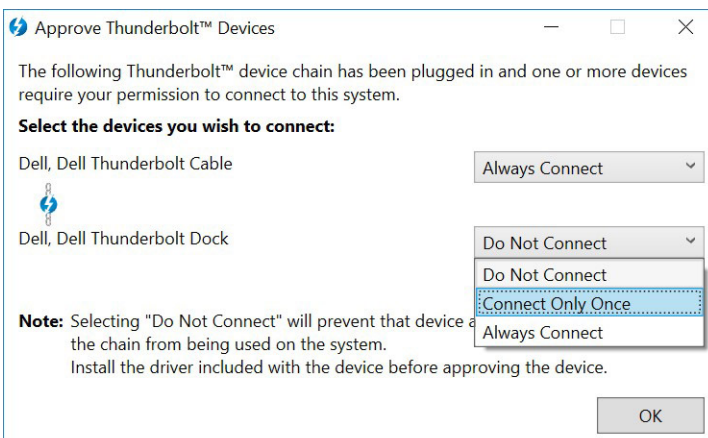 Approve Thunderbolt™ Devices
The following Thunderbolt™ device chain has been plugged in and one or more devices
require your permission to connect to this system.
Select the devices you wish to connect:
Dell, Dell Thunderbolt Cable
Always Connect
Dell, Dell Thunderbolt Dock
Do Not Connect
Do Not Connect
Connect Only Once
Always Connect
Note: Selecting "Do Not Connect" will prevent that device
the chain from being used on the system.
Install the driver included with the device before approving the device.
OK